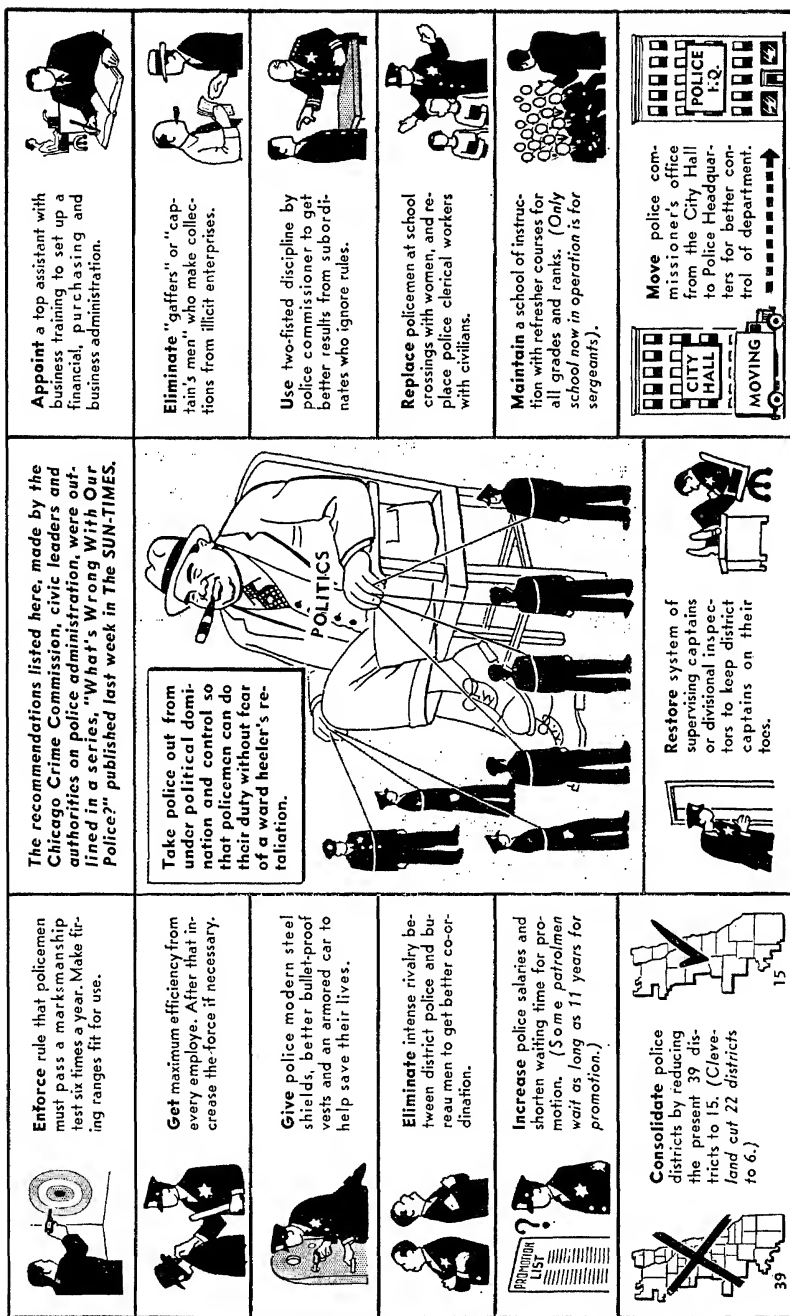 Enforce rule that policemen
must pass a marksmanship
test six times a year. Make fir-
ing ranges fit for use.
Get maximum efficiency from
every employe. After that in-
crease the force if necessary.
Give police modern steel
shields, better bullet-proof
vests and an armored car to
help save their lives.
Eliminate intense rivalry be-
tween district police and bu-
reau men to get better co-or-
dination.
PROMOTION
LIST
?
Increase police salaries and
shorten waiting time for pro-
motion. (Some patrolmen
wait as long as 11 years for
promotion.)
39
Consolidate police
districts by reducing
the present 39 dis-
tricts to 15. (Cleve-
land cut 22 districts
to 6.)
15
The recommendations listed here, made by the
Chicago Crime Commission, civic leaders and
authorities on police administration, were out-
lined in a series, "What's Wrong With Our
Police?" published last week in The SUN-TIMES.
Take police out from
under political domi-
nation and control so
that policemen can do
their duty without fear
of a ward heeler's re-
taliation.
POLITICS
Restore system of
supervising captains
or divisional inspec-
tors to keep district
captains on their
toes.
Appoint a top assistant with
business training to set up a
financial, purchasing and
business administration.
Eliminate "gaffers" or "cap-
tain's men" who make collec-
tions from illicit enterprises.
Use two-fisted discipline by
police commissioner to get
better results from subordi-
nates who ignore rules.
Replace policemen at school
crossings with women, and re-
place police clerical workers
with civilians.
Maintain a school of instruc-
tion with refresher courses for
all grades and ranks. (Only
school now in operation is for
sergeants).
CITY
HALL
MOVING
Move police com-
missioner's office
from the City Hall
to Police Headquar-
ters for better con-
trol of department.
POLICE
H.Q.